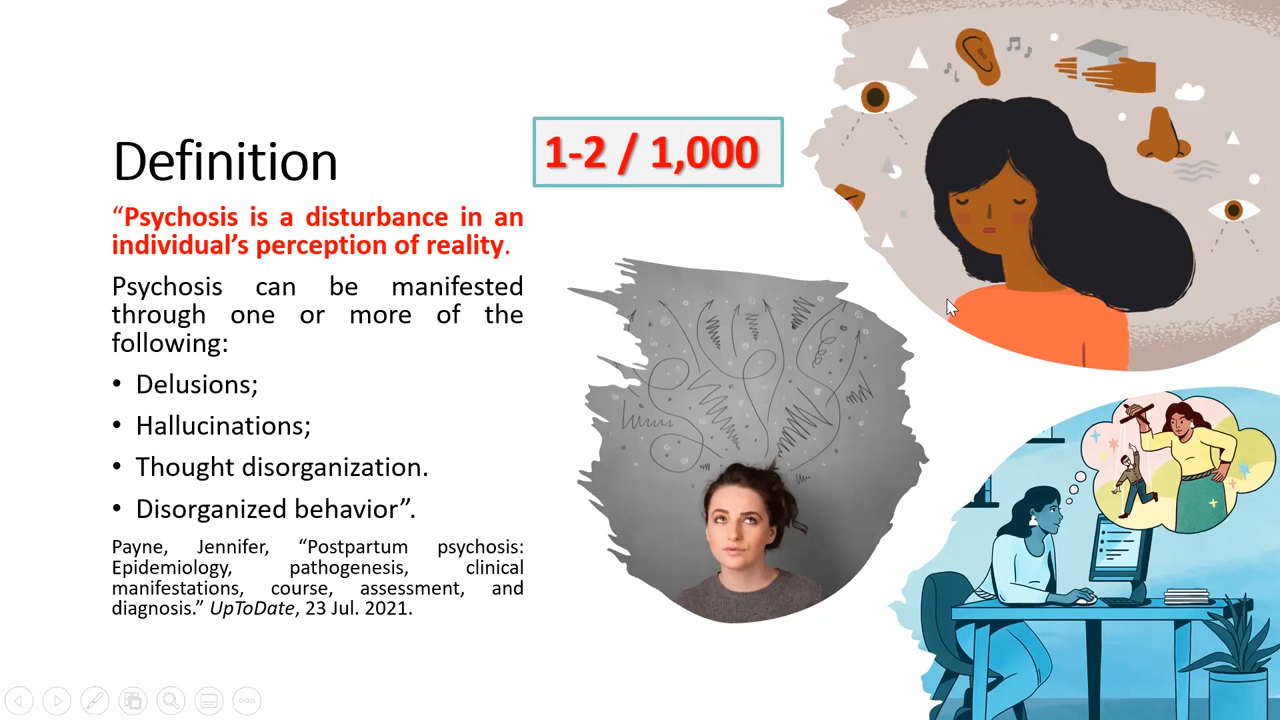 Definition
1-2 / 1,000
“Psychosis is a disturbance in an
individual’s perception of reality.
Psychosis can be manifested
through one or more of the
following:
• Delusions;
• Hallucinations;
• Thought disorganization.
• Disorganized behavior”.
Payne, Jennifer, “Postpartum psychosis:
Epidemiology, pathogenesis, clinical
manifestations, course, assessment, and
diagnosis.” UpToDate, 23 Jul. 2021.